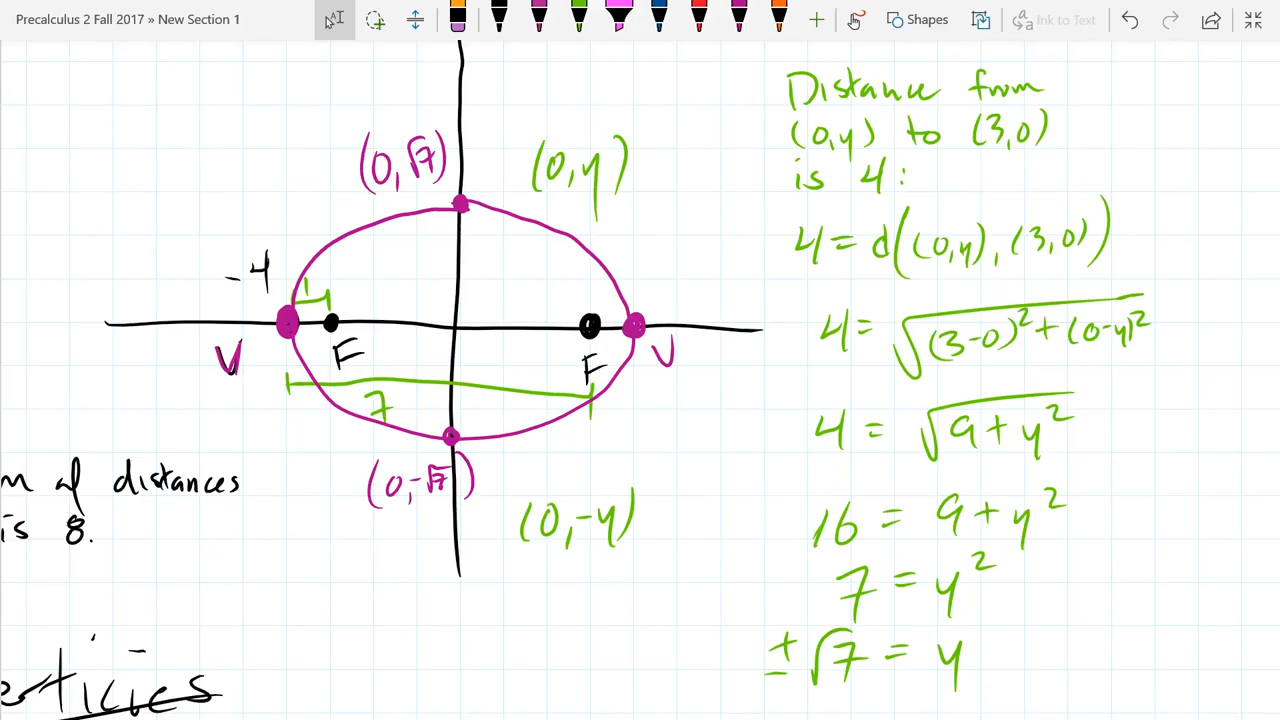 Precalculus 2 Fall 2017 » New Section 1
Shapes
Ink to Text
(0,√7)
(0,y)
-4
1
V
F
F
V
7
(0,-√7)
(0,-y)
m of distances
is 8.
erticies
Distance from
(0,y) to (3,0)
is 4:
4 = d((0,y),(3,0))
4 = √(3-0)²+(0-y)²
4 = √9+y²
16 = 9+y²
7 = y²
±√7 = y